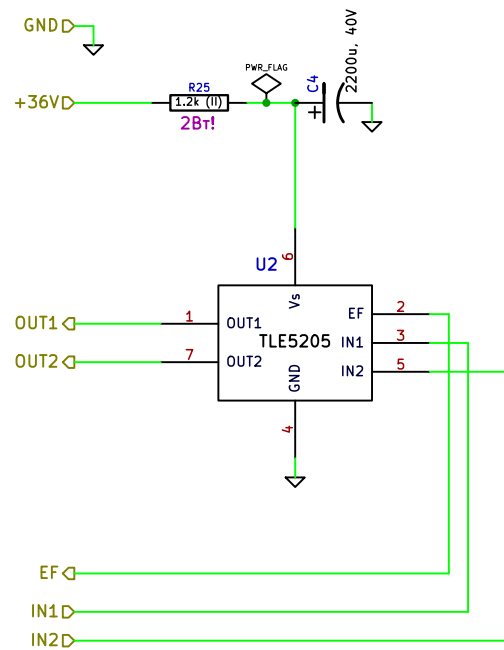 GND
+36V
R25
1.2k (II)
2Вт!
PWR_FLAG
C4
2200u, 40V
+
U2
6
Vs
OUT1
1
OUT1
OUT2
7
OUT2
TLE5205
EF
2
IN1
3
IN2
5
GND
4
EF
IN1
IN2